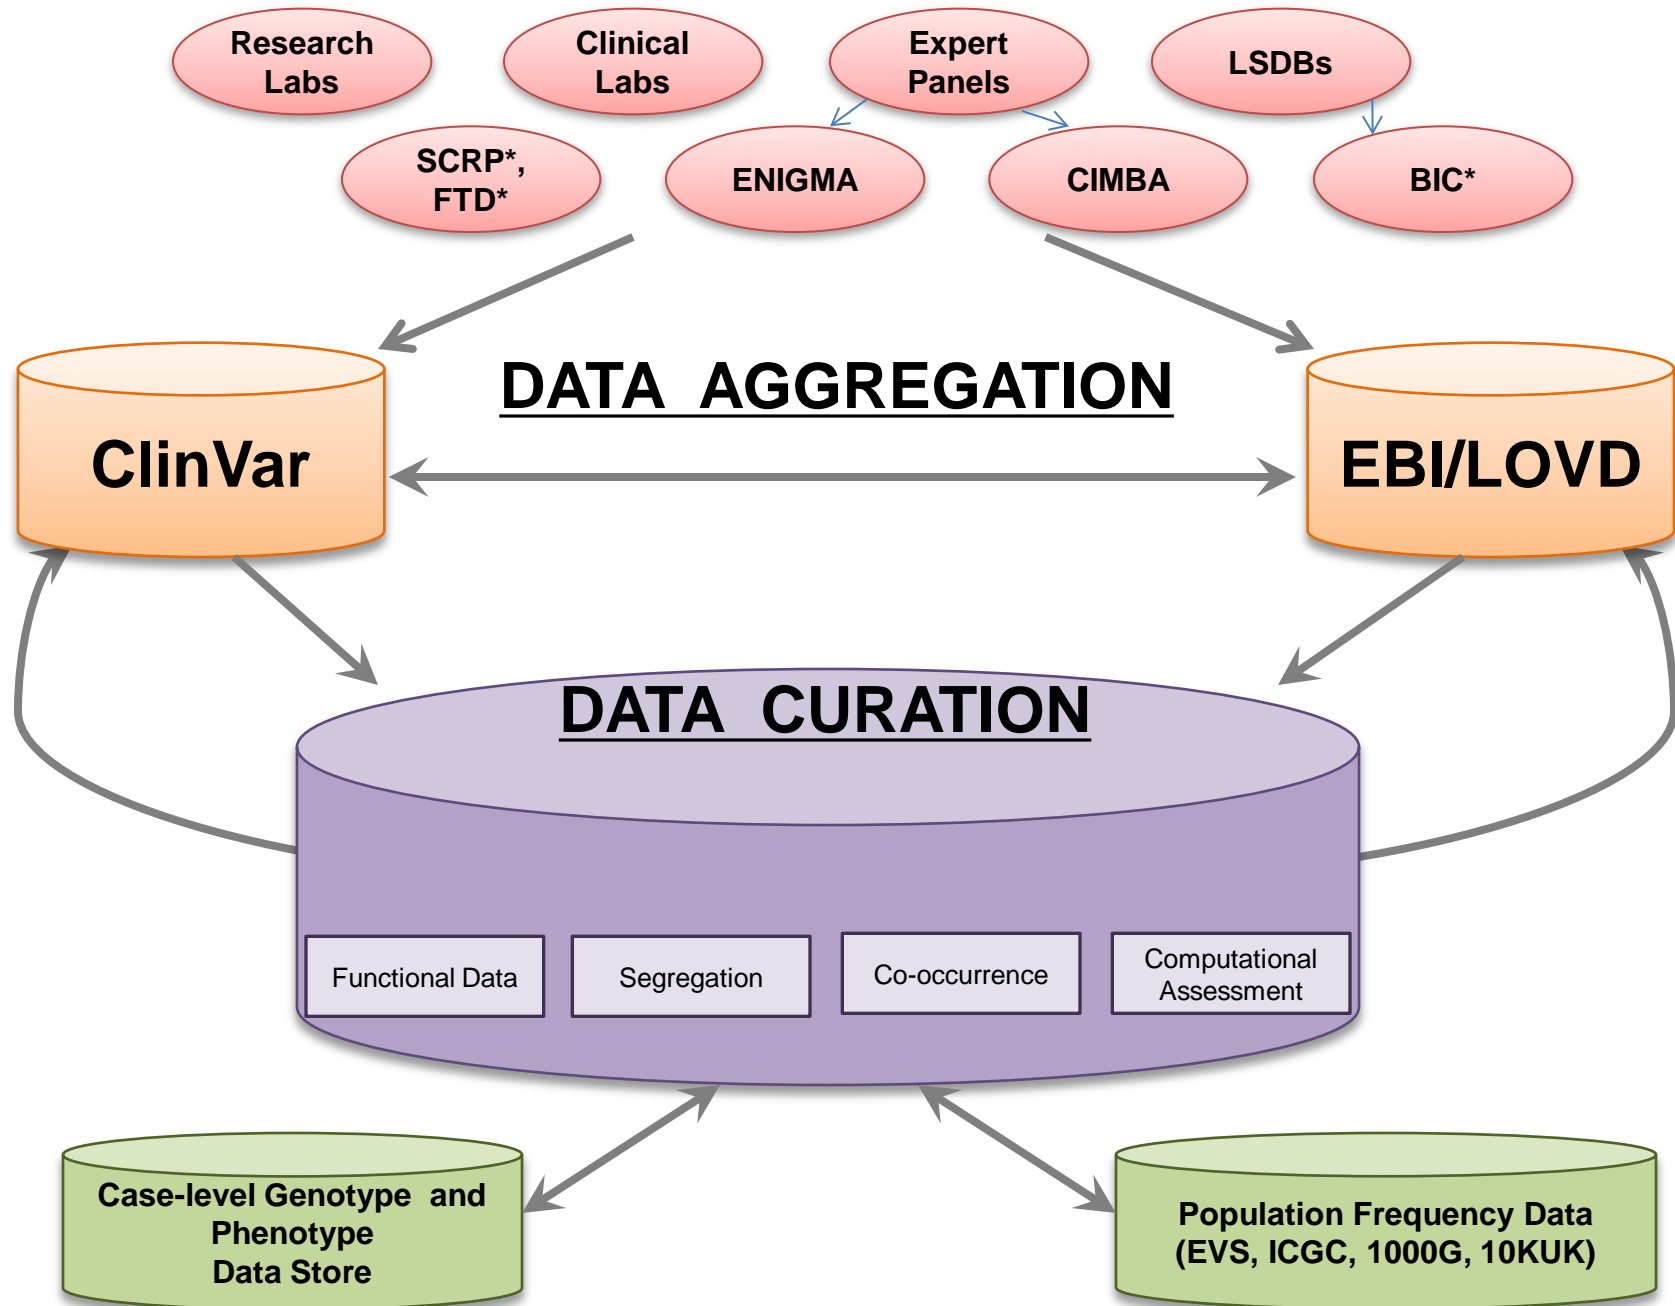 Research
Labs
Clinical
Labs
Expert
Panels
LSDBs
SCRP*,
FTD*
ENIGMA
CIMBA
BIC*
DATA AGGREGATION
ClinVar
EBI/LOVD
DATA CURATION
Functional Data
Segregation
Co-occurrence
Computational
Assessment
Case-level Genotype and
Phenotype
Data Store
Population Frequency Data
(EVS, ICGC, 1000G, 10KUK)